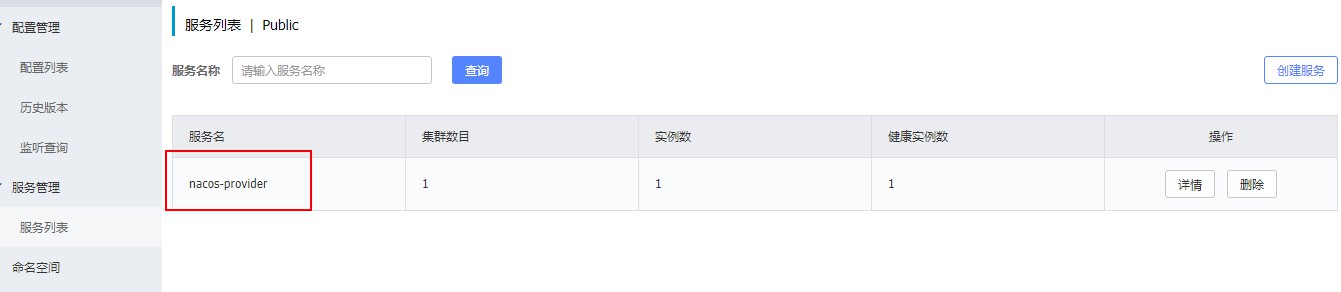 配置管理
配置列表
历史版本
监听查询
服务管理
服务列表
命名空间
服务列表 | Public
服务名称 请输入服务名称 查询 创建服务
服务名 集群数目 实例数 健康实例数 操作
nacos-provider 1 1 1 详情 删除